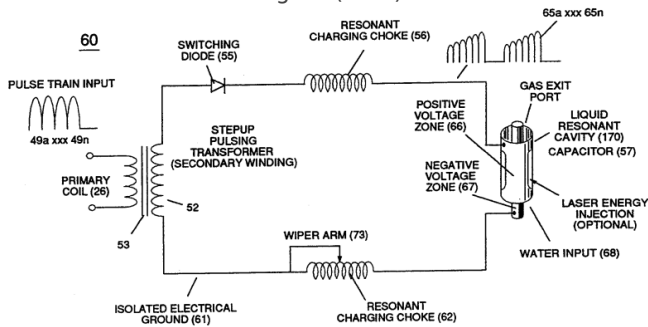 60
PULSE TRAIN INPUT
49a xxx 49n
PRIMARY
COIL (26)
53
52
SWITCHING
DIODE (55)
STEPUP
PULSING
TRANSFORMER
(SECONDARY WINDING)
RESONANT
CHARGING CHOKE (56)
65a xxx 65n
GAS EXIT
PORT
POSITIVE
VOLTAGE
ZONE (66)
LIQUID
RESONANT
CAVITY (170)
CAPACITOR (57)
NEGATIVE
VOLTAGE
ZONE (67)
LASER ENERGY
INJECTION
(OPTIONAL)
WATER INPUT (68)
WIPER ARM (73)
ISOLATED ELECTRICAL
GROUND (61)
RESONANT
CHARGING CHOKE (62)